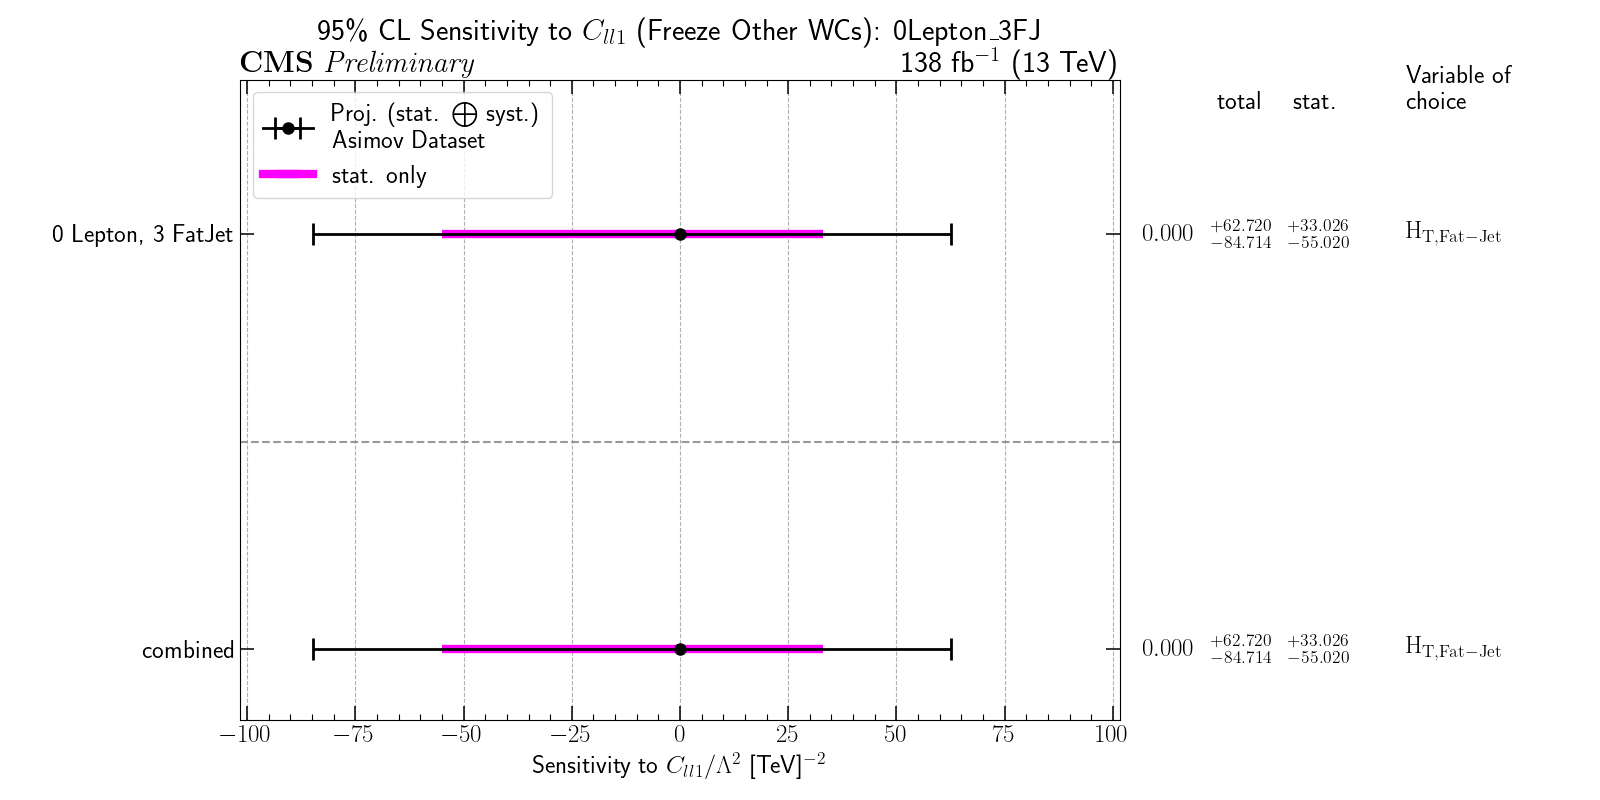 95% CL Sensitivity to C_{ll1} (Freeze Other WCs): 0Lepton_3FJ
CMS Preliminary
138 fb^{−1} (13 TeV)
Variable of
choice
total stat.
Proj. (stat. ⨁ syst.)
Asimov Dataset
stat. only
0 Lepton, 3 FatJet
0.000 +62.720 +33.026
−84.714 −55.020
H_{T,Fat−Jet}
combined
0.000 +62.720 +33.026
−84.714 −55.020
H_{T,Fat−Jet}
−100 −75 −50 −25 0 25 50 75 100
Sensitivity to C_{ll1}/Λ^2 [TeV]^{−2}